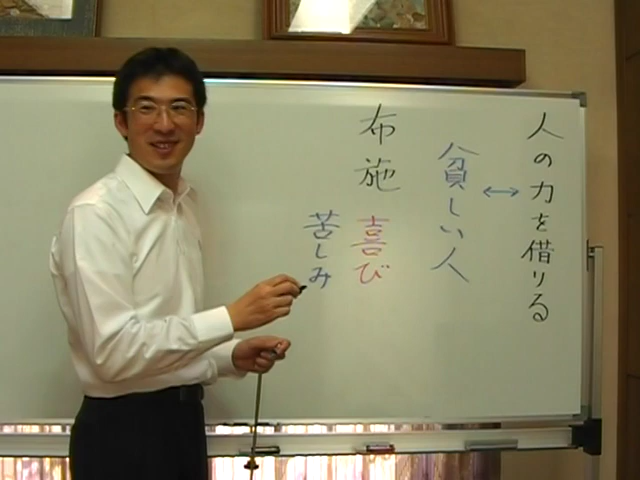 人の力を借りる
↔
貧しい人
布施 喜び
苦しみ